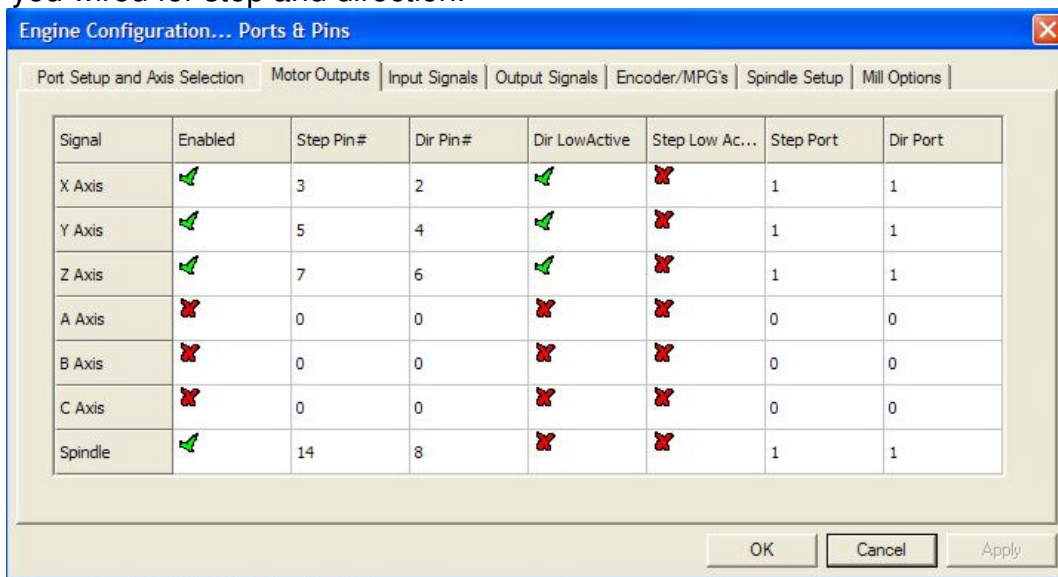 you wired for step and direction.
Engine Configuration... Ports & Pins
Port Setup and Axis Selection Motor Outputs Input Signals Output Signals Encoder/MPG's Spindle Setup Mill Options
Signal Enabled Step Pin# Dir Pin# Dir LowActive Step Low Ac... Step Port Dir Port
X Axis 3 2 1 1
Y Axis 5 4 1 1
Z Axis 7 6 1 1
A Axis 0 0 0 0
B Axis 0 0 0 0
C Axis 0 0 0 0
Spindle 14 8 1 1
OK Cancel Apply